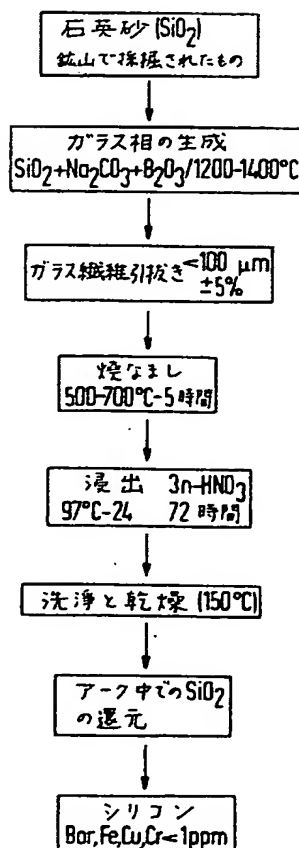 石英砂(SiO₂)
鉱山で採掘されたもの
ガラス相の生成
SiO₂+Na₂CO₃+B₂O₃/1200-1400°C
ガラス繊維引抜き <100 μm
±5%
焼なまし
500-700°C-5時間
浸出 3n-HNO₃
97°C-24 72時間
洗浄と乾燥(150°C)
アーク中でのSiO₂
の還元
シリコン
Bor,Fe,Cu,Cr<1ppm